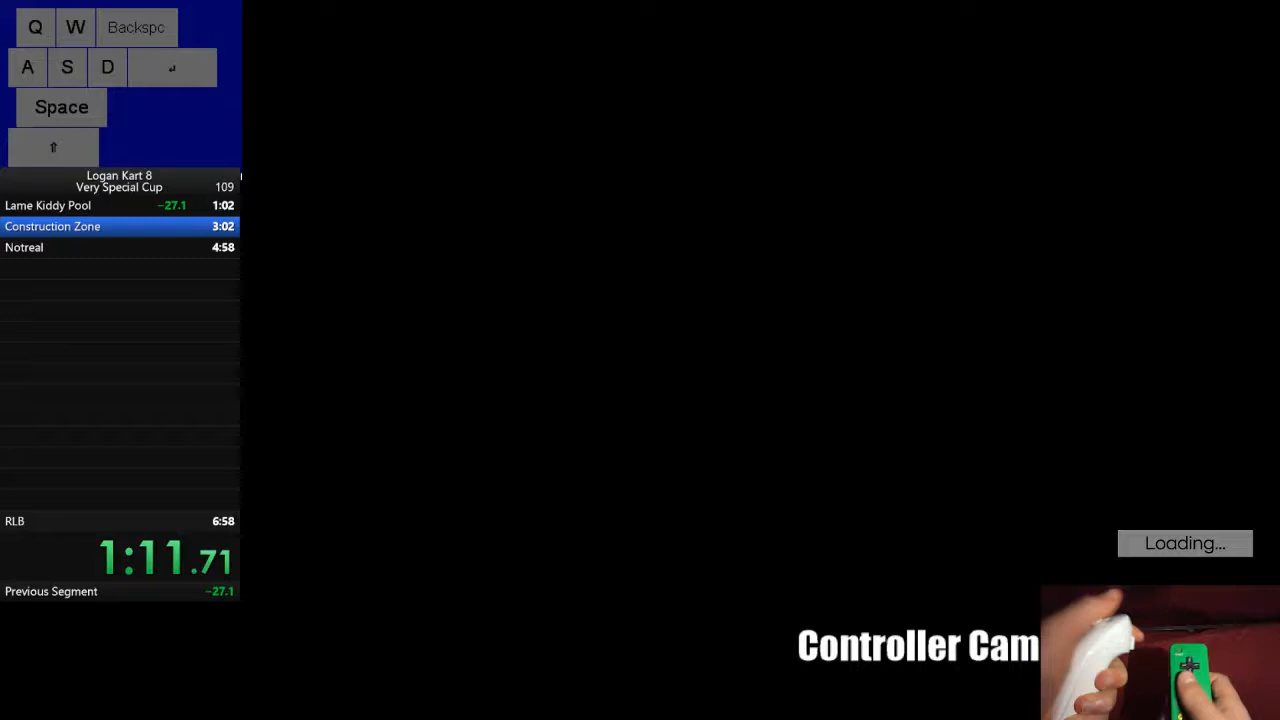 Q W Backspc
A S D ↲
Space
⇧
Logan Kart 8
Very Special Cup 109
Lame Kiddy Pool −27.1 1:02
Construction Zone 3:02
Notreal 4:58
RLB 6:58
1:11.71
Previous Segment −27.1
Loading...
Controller Cam